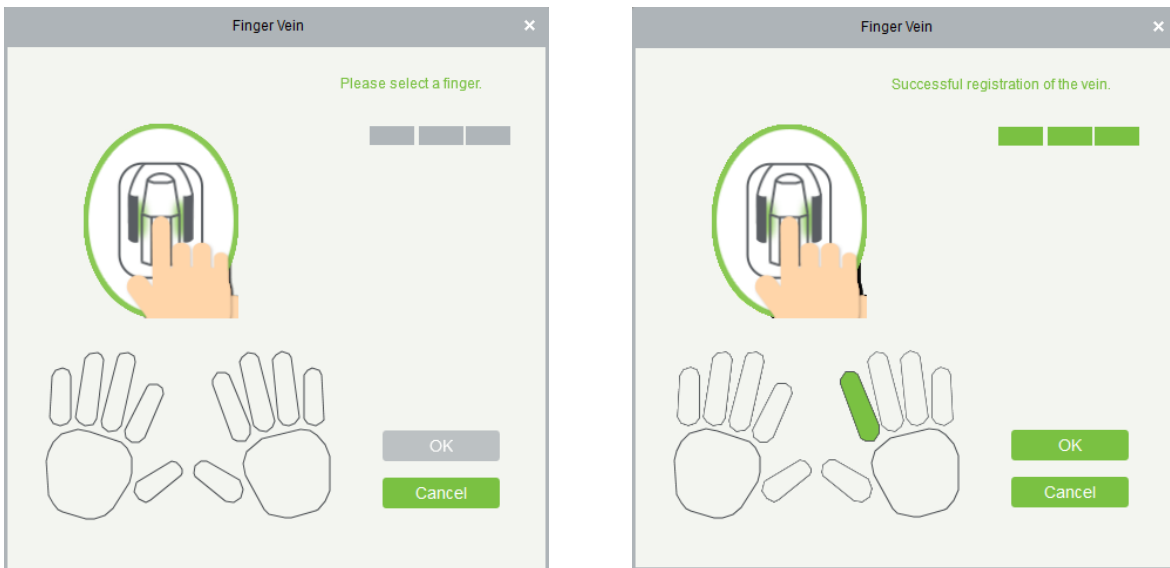 Finger Vein
×
Please select a finger.
OK
Cancel
Finger Vein
×
Successful registration of the vein.
OK
Cancel